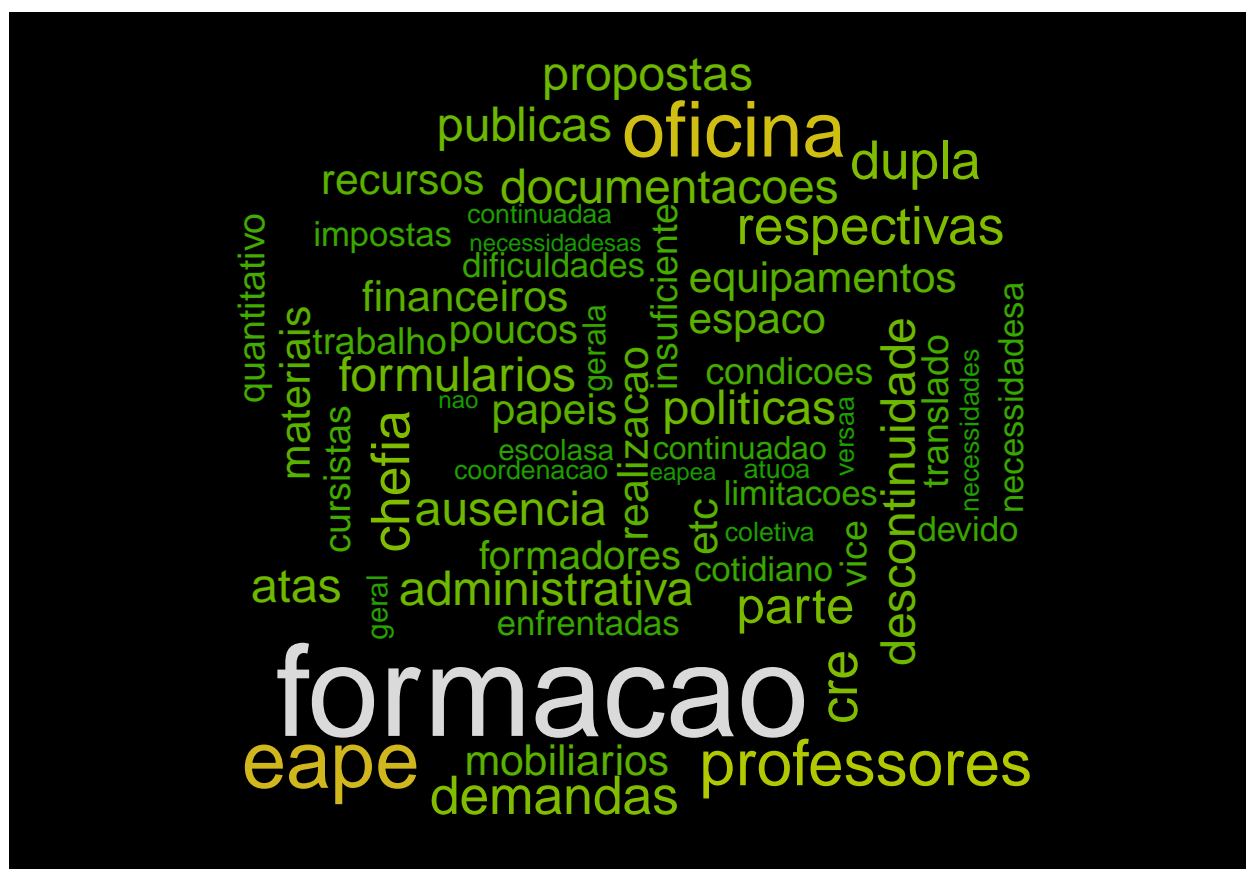 propostas
publicas
oficina
dupla
recursos
documentacoes
continuadaa
respectivas
impostas
necessidadesas
dificuldades
insuficiente
quantitativo
financeiros
equipamentos
materiais
trabalho
poucos
gerala
espaco
necessidadesa
formularios
condicoes
descontinuidade
translado
necessidades
nao
papeis
realizacao
politicas
versaa
cursistas
chefia
escolasa
continuadao
coordenacao
eapea
atuoa
limitacoes
ausencia
etc
coletiva
vice
devido
formadores
cotidiano
atas
geral
administrativa
parte
enfrentadas
formacao
cre
eape
mobiliarios
professores
demandas